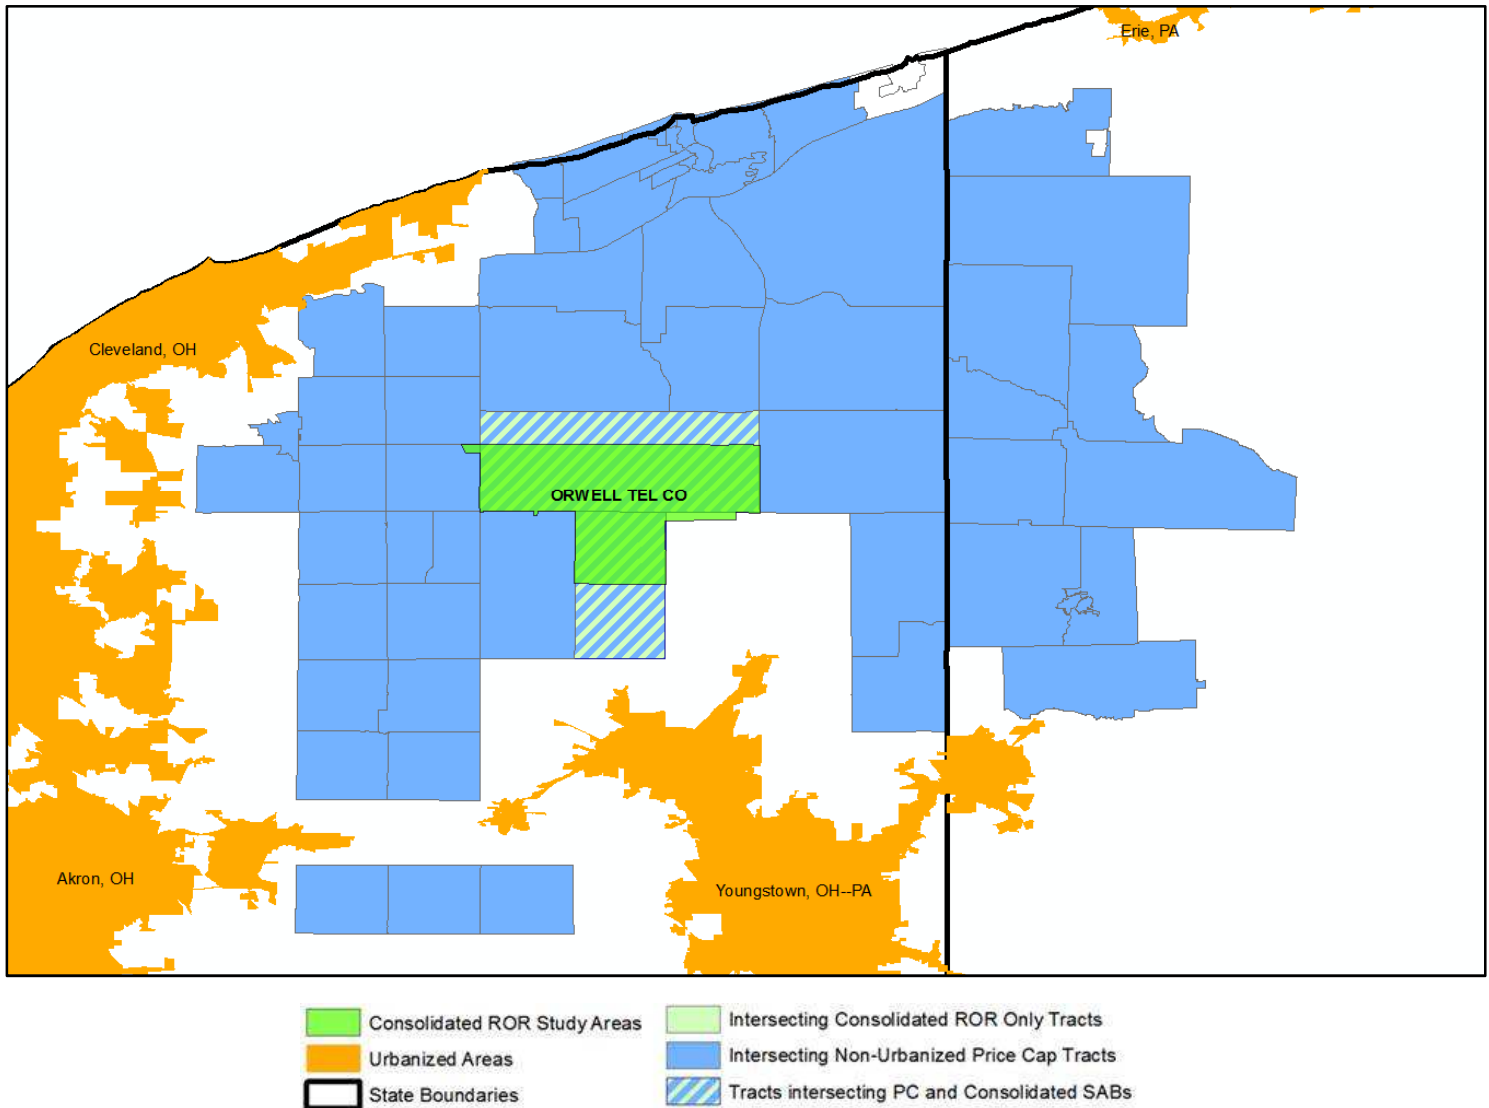 Erie, PA
Cleveland, OH
ORWELL TEL CO
Akron, OH
Youngstown, OH--PA
Consolidated ROR Study Areas
Urbanized Areas
State Boundaries
Intersecting Consolidated ROR Only Tracts
Intersecting Non-Urbanized Price Cap Tracts
Tracts intersecting PC and Consolidated SABs